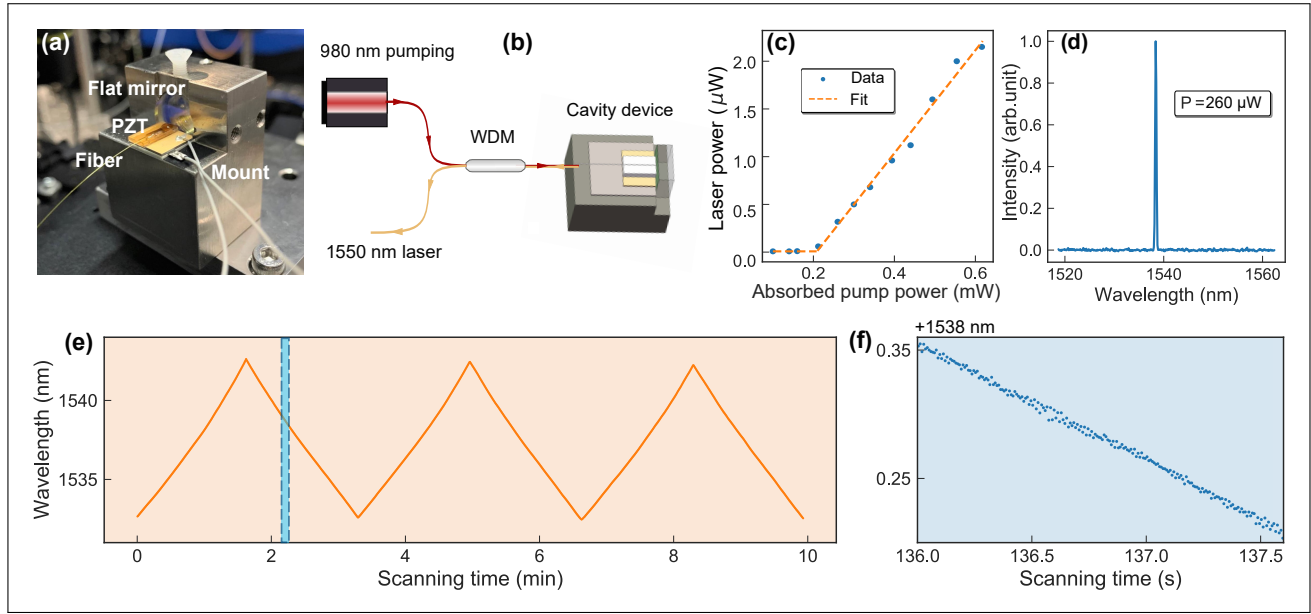 (a)
Flat mirror
PZT
Fiber
Mount
980 nm pumping
(b)
WDM
Cavity device
1550 nm laser
(c)
Data
Fit
Laser power (μW)
2.0
1.5
1.0
0.5
0.0
0.2
0.4
0.6
Absorbed pump power (mW)
(d)
P =260 μW
Intensity (arb.unit)
1.0
0.8
0.6
0.4
0.2
0.0
1520
1540
1560
Wavelength (nm)
(e)
Wavelength (nm)
1540
1535
0
2
4
6
8
10
Scanning time (min)
+1538 nm
(f)
0.35
0.25
136.0
136.5
137.0
137.5
Scanning time (s)